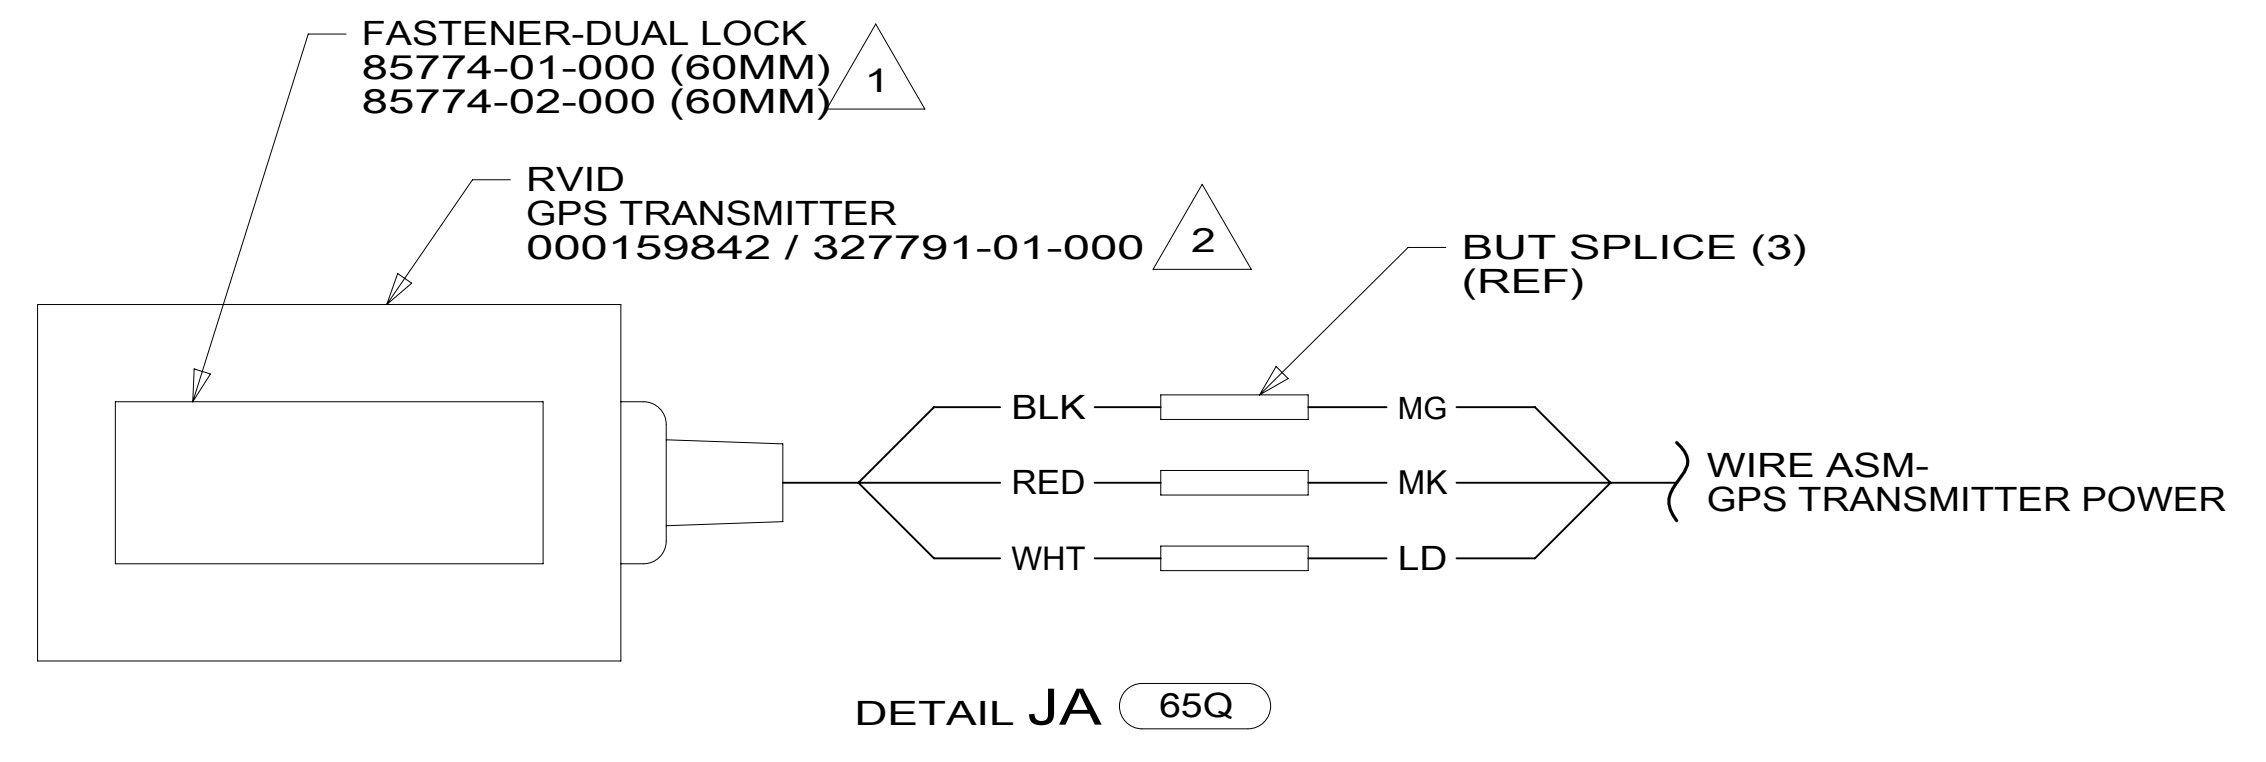 FASTENER-DUAL LOCK
85774-01-000 (60MM)
85774-02-000 (60MM)
1
RVID
GPS TRANSMITTER
000159842 / 327791-01-000
2
BUT SPLICE (3)
(REF)
BLK
MG
RED
MK
WHT
LD
WIRE ASM-
GPS TRANSMITTER POWER
DETAIL JA 65Q